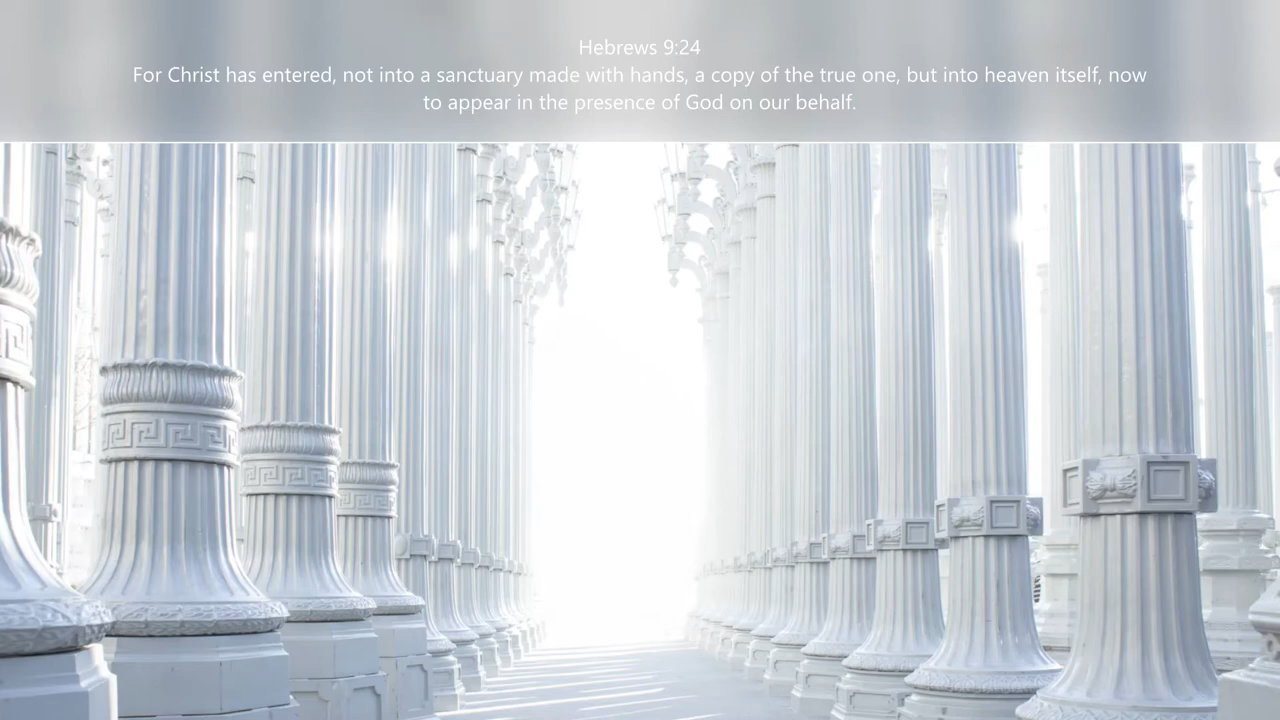 Hebrews 9:24
For Christ has entered, not into a sanctuary made with hands, a copy of the true one, but into heaven itself, now
to appear in the presence of God on our behalf.